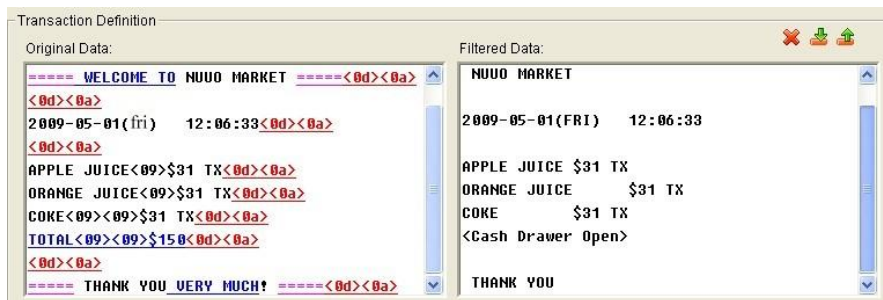 Transaction Definition
Original Data:
===== WELCOME TO NUUO MARKET =====<0d><0a>
<0d><0a>
2009-05-01(fri) 12:06:33<0d><0a>
<0d><0a>
APPLE JUICE<09>$31 TX<0d><0a>
ORANGE JUICE<09>$31 TX<0d><0a>
COKE<09><09>$31 TX<0d><0a>
TOTAL<09><09>$150<0d><0a>
<0d><0a>
===== THANK YOU VERY MUCH! =====<0d><0a>
Filtered Data:
NUUO MARKET
2009-05-01(FRI) 12:06:33
APPLE JUICE $31 TX
ORANGE JUICE $31 TX
COKE $31 TX
<Cash Drawer Open>
THANK YOU